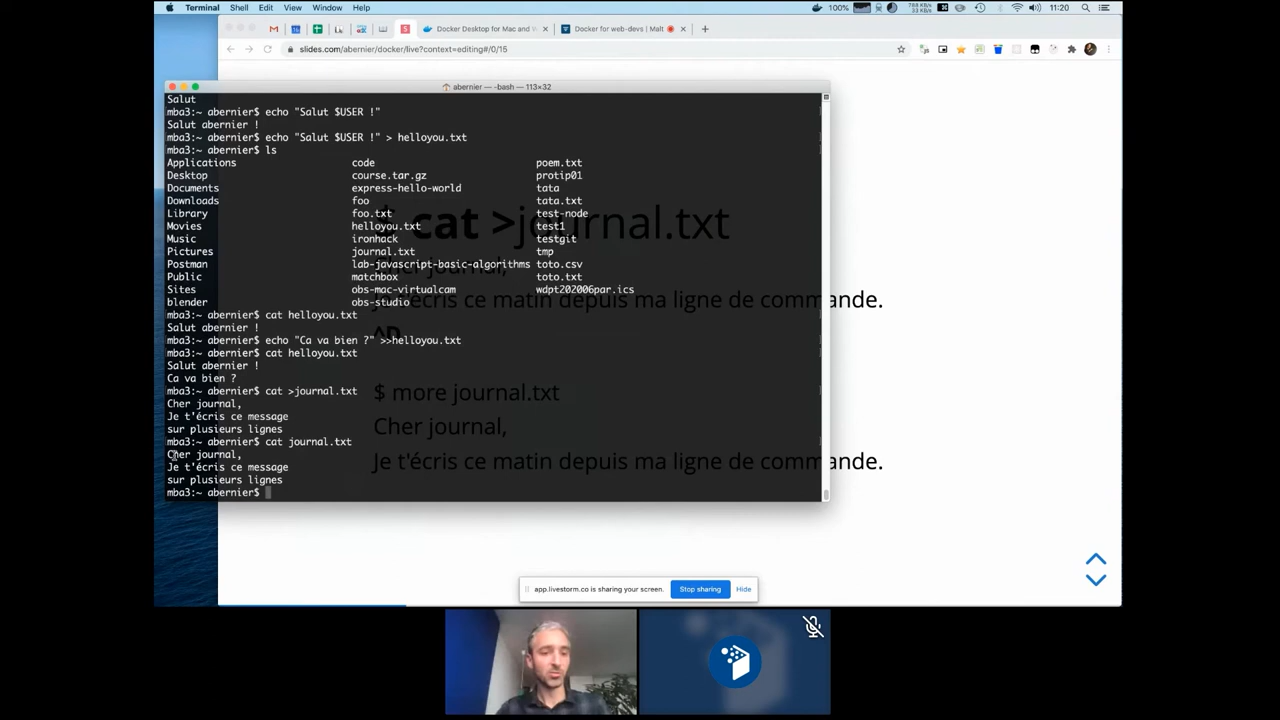 Terminal Shell Edit View Window Help 100% 11:20
Docker Desktop for Mac and W Docker for web-devs | Malt
slides.com/abernier/docker/live?context=editing#/0/15
abernier — -bash — 113×32
Salut
mba3:~ abernier$ echo "Salut $USER !"
Salut abernier !
mba3:~ abernier$ echo "Salut $USER !" > helloyou.txt
mba3:~ abernier$ ls
Applications code poem.txt
Desktop course.tar.gz protip01
Documents express-hello-world tata
Downloads foo tata.txt
Library foo.txt test-node
Movies helloyou.txt test1
Music ironhack testgit
Pictures journal.txt tmp
Postman lab-javascript-basic-algorithms toto.csv
Public matchbox toto.txt
Sites obs-mac-virtualcam wdpt202006par.ics
blender obs-studio
mba3:~ abernier$ cat helloyou.txt
Salut abernier !
mba3:~ abernier$ echo "Ca va bien ?" >>helloyou.txt
mba3:~ abernier$ cat helloyou.txt
Salut abernier !
Ca va bien ?
mba3:~ abernier$ cat >journal.txt
Cher journal,
Je t'écris ce message
sur plusieurs lignes
mba3:~ abernier$ cat journal.txt
Cher journal,
Je t'écris ce message
sur plusieurs lignes
mba3:~ abernier$
$ cat >journal.txt
Cher journal,
J'écris ce matin depuis ma ligne de commande.
^D
$ more journal.txt
Cher journal,
Je t'écris ce matin depuis ma ligne de commande.
app.livestorm.co is sharing your screen. Stop sharing Hide